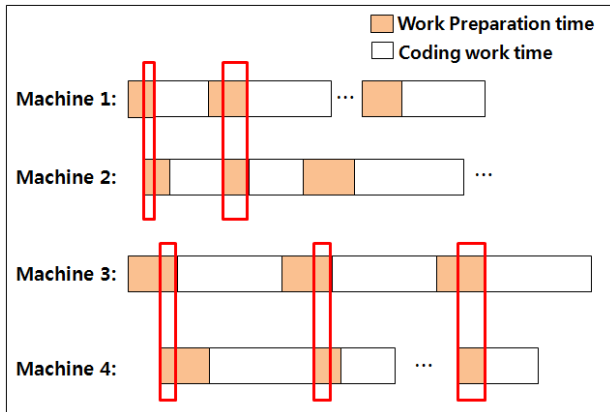 Work Preparation time
Coding work time
Machine 1:
...
Machine 2:
...
Machine 3:
Machine 4:
...